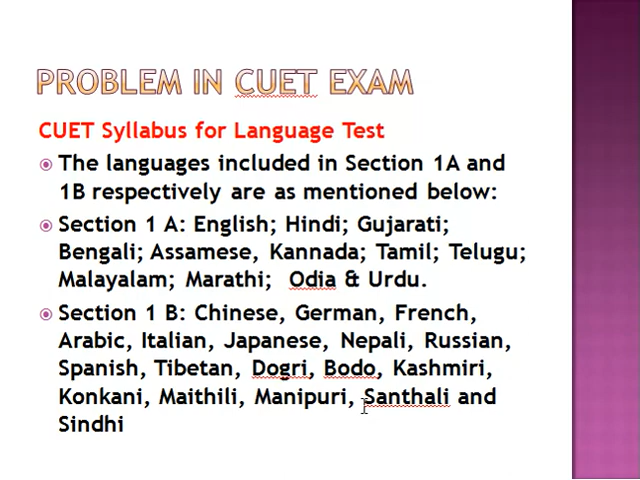 PROBLEM IN CUET EXAM
CUET Syllabus for Language Test
The languages included in Section 1A and
1B respectively are as mentioned below:
Section 1 A: English; Hindi; Gujarati;
Bengali; Assamese, Kannada; Tamil; Telugu;
Malayalam; Marathi; Odia & Urdu.
Section 1 B: Chinese, German, French,
Arabic, Italian, Japanese, Nepali, Russian,
Spanish, Tibetan, Dogri, Bodo, Kashmiri,
Konkani, Maithili, Manipuri, Santhali and
Sindhi